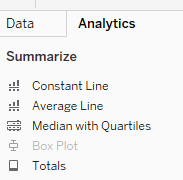 Data Analytics
Summarize
Constant Line
Average Line
Median with Quartiles
Box Plot
Totals